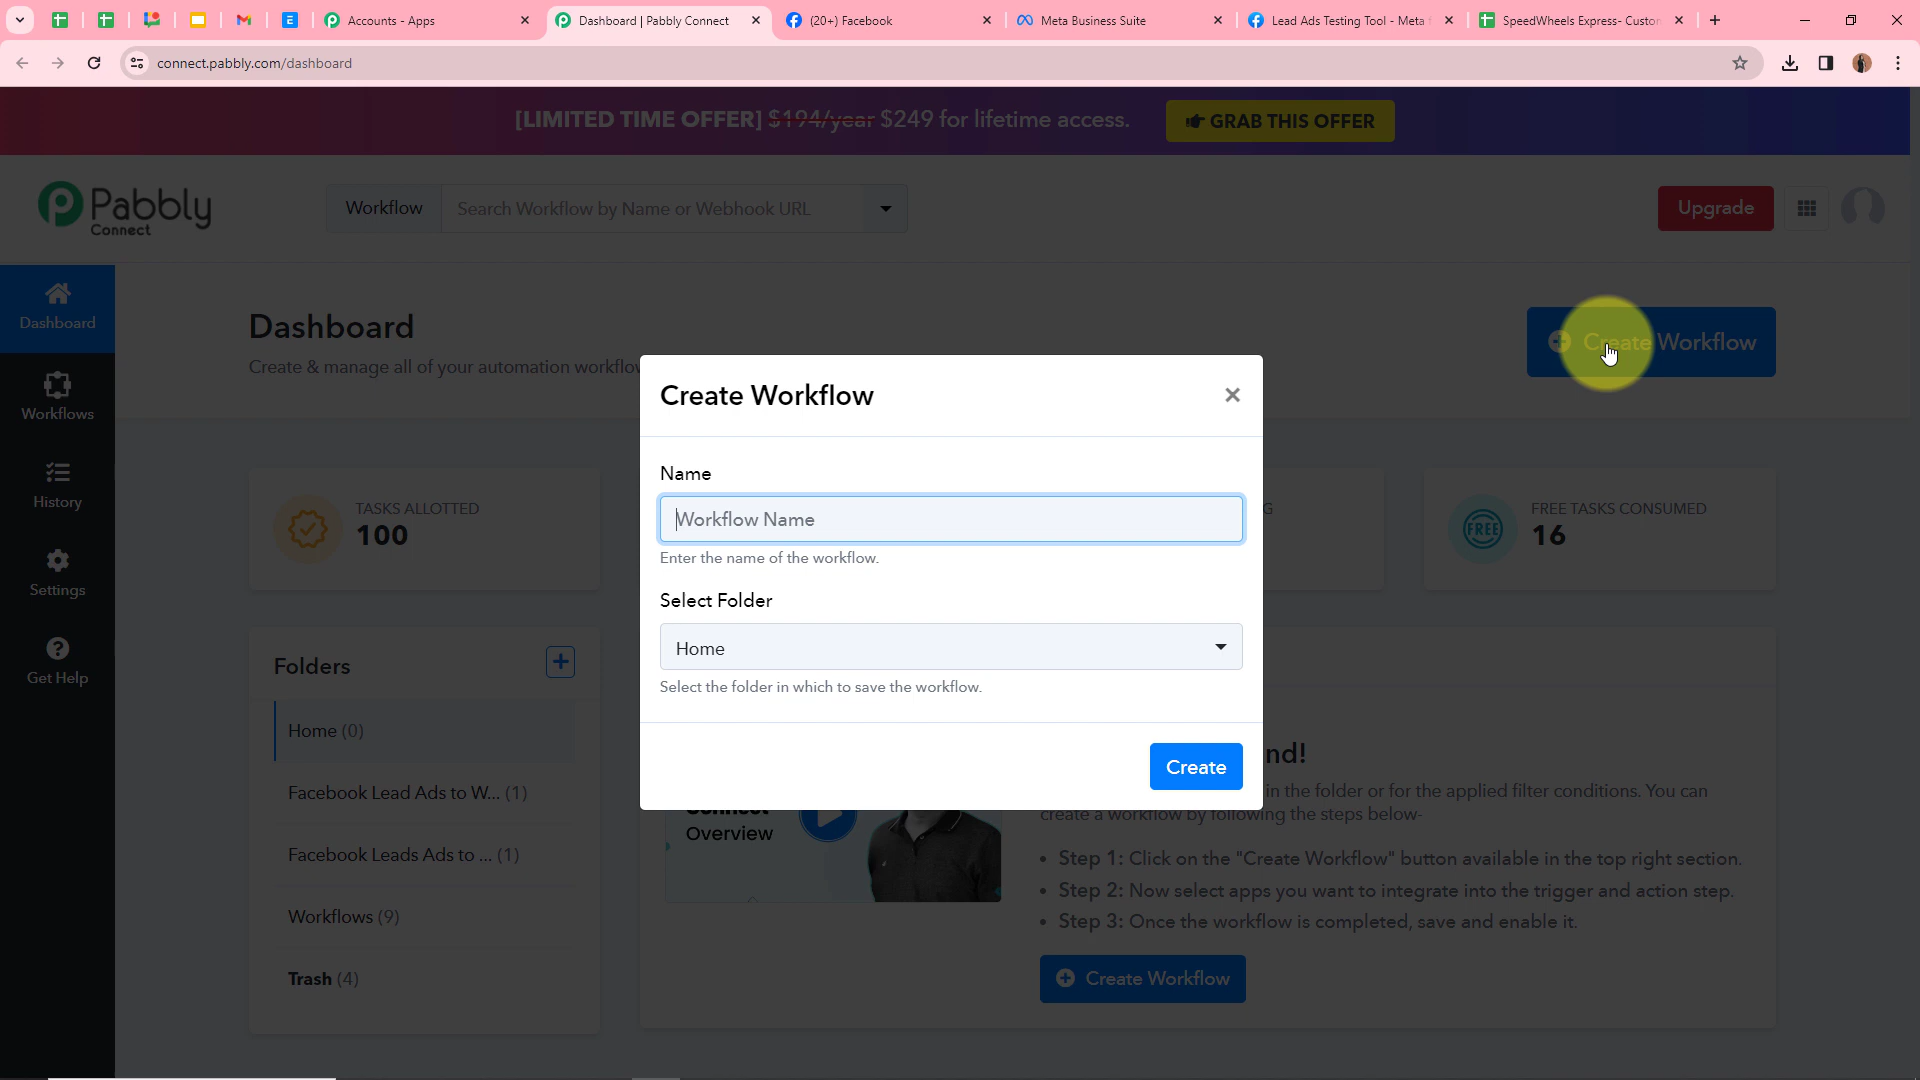 Accounts - Apps
Dashboard | Pabbly Connect
(20+) Facebook
Meta Business Suite
Lead Ads Testing Tool - Meta
SpeedWheels Express- Custo
connect.pabbly.com/dashboard
[LIMITED TIME OFFER] $194/year $249 for lifetime access.
GRAB THIS OFFER
Pabbly
Connect
Workflow
Search Workflow by Name or Webhook URL
Upgrade
Dashboard
Workflows
History
Settings
Get Help
Dashboard
Create & manage all of your automation workflow
Create Workflow
TASKS ALLOTTED
100
G
FREE TASKS CONSUMED
16
FREE
Folders
Home (0)
Facebook Lead Ads to W... (1)
Facebook Leads Ads to ... (1)
Workflows (9)
Trash (4)
Create Workflow
Name
Workflow Name
Enter the name of the workflow.
Select Folder
Home
Select the folder in which to save the workflow.
Create
Connect
Overview
nd!
in the folder or for the applied filter conditions. You can
create a workflow by following the steps below-
• Step 1: Click on the "Create Workflow" button available in the top right section.
• Step 2: Now select apps you want to integrate into the trigger and action step.
• Step 3: Once the workflow is completed, save and enable it.
Create Workflow